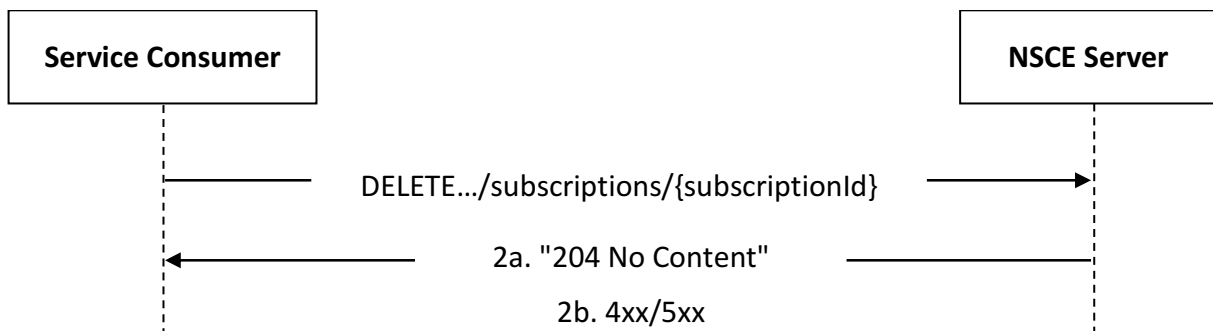 Service Consumer
NSCE Server
DELETE.../subscriptions/{subscriptionId}
2a. "204 No Content"
2b. 4xx/5xx